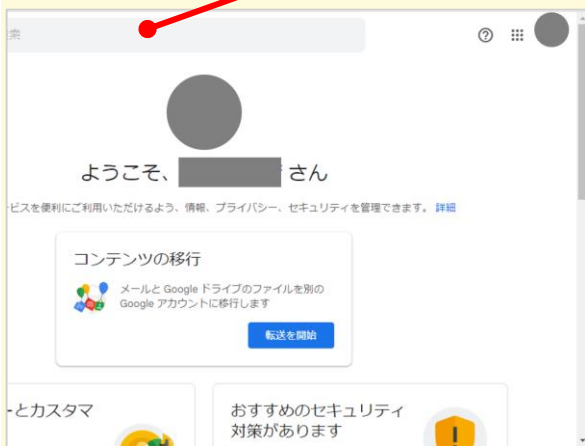 索
ようこそ、 さん
ビスを便利にご利用いただけるよう、情報、プライバシー、セキュリティを管理できます。 詳細
コンテンツの移行
メールと Google ドライブのファイルを別の
Google アカウントに移行します
転送を開始
ーとカスタマ
おすすめのセキュリティ
対策があります